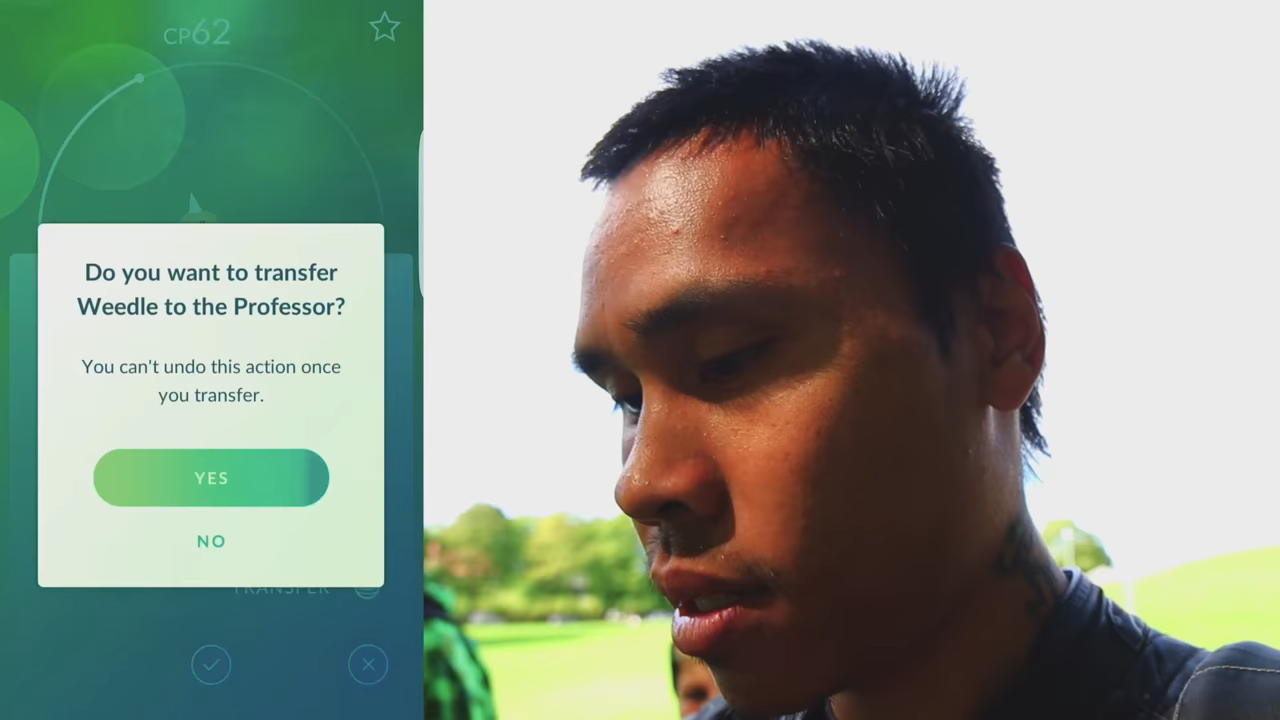 CP62
Do you want to transfer
Weedle to the Professor?
You can't undo this action once
you transfer.
YES
NO
TRANSFER